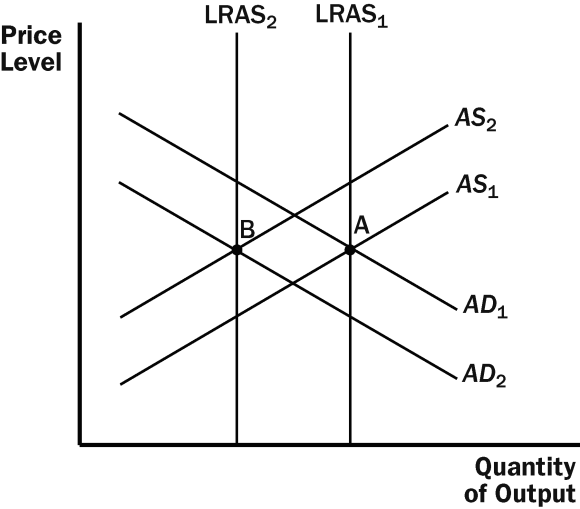 LRAS2
LRAS1
Price
Level
AS2
AS1
B
A
AD1
AD2
Quantity
of Output